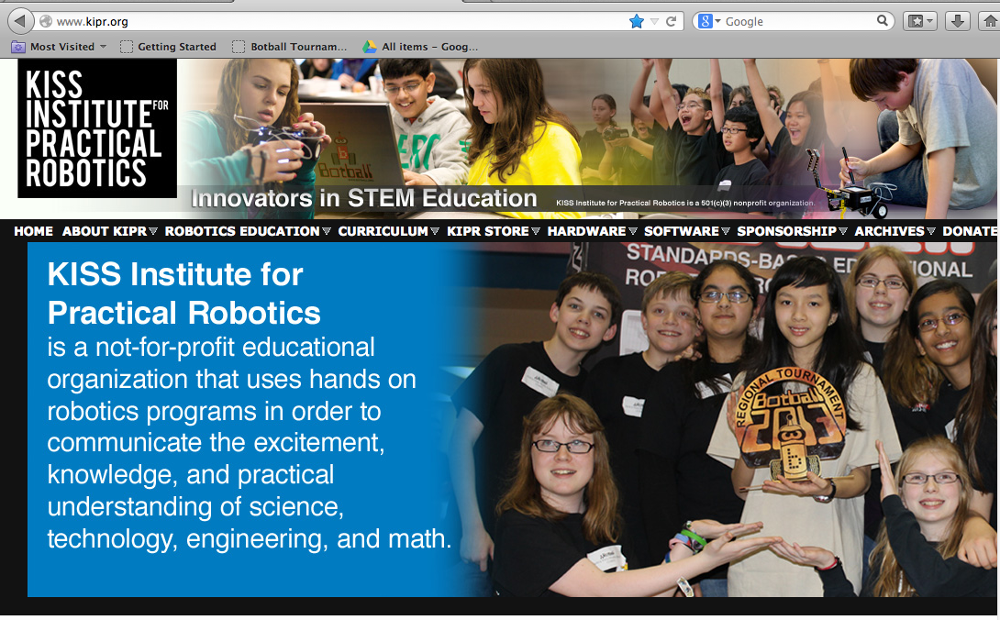 www.kipr.org
Google
Most Visited
Getting Started
Botball Tournam...
All items – Goog...
KISS
INSTITUTE FOR
PRACTICAL
ROBOTICS
Botball
Innovators in STEM Education
KISS Institute for Practical Robotics is a 501(c)(3) nonprofit organization.
HOME ABOUT KIPR ROBOTICS EDUCATION CURRICULUM KIPR STORE HARDWARE SOFTWARE SPONSORSHIP ARCHIVES DONATE
KISS Institute for
Practical Robotics
is a not-for-profit educational
organization that uses hands on
robotics programs in order to
communicate the excitement,
knowledge, and practical
understanding of science,
technology, engineering, and math.
STANDARDS-BASED EDUCATIONAL
REGIONAL TOURNAMENT
Botball
2013
b